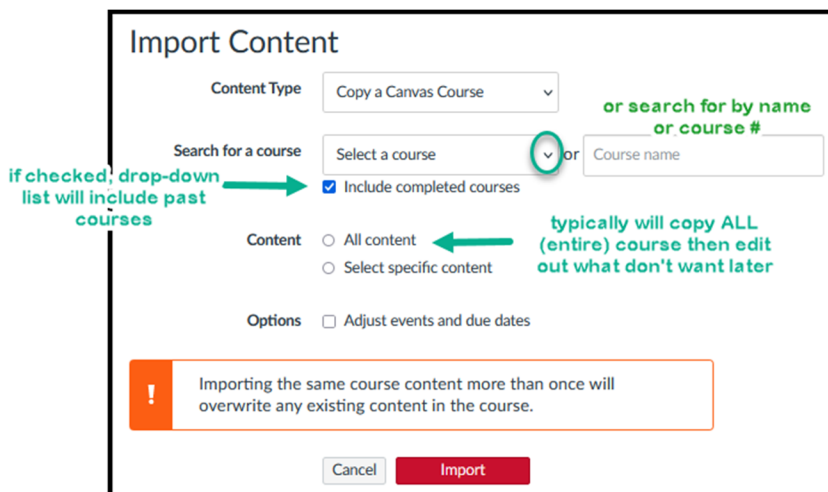 Import Content
Content Type
Copy a Canvas Course
or search for by name
or course #
Search for a course
Select a course
or
Course name
if checked, drop-down
list will include past
courses
Include completed courses
Content
All content
Select specific content
typically will copy ALL
(entire) course then edit
out what don't want later
Options
Adjust events and due dates
!
Importing the same course content more than once will
overwrite any existing content in the course.
Cancel
Import